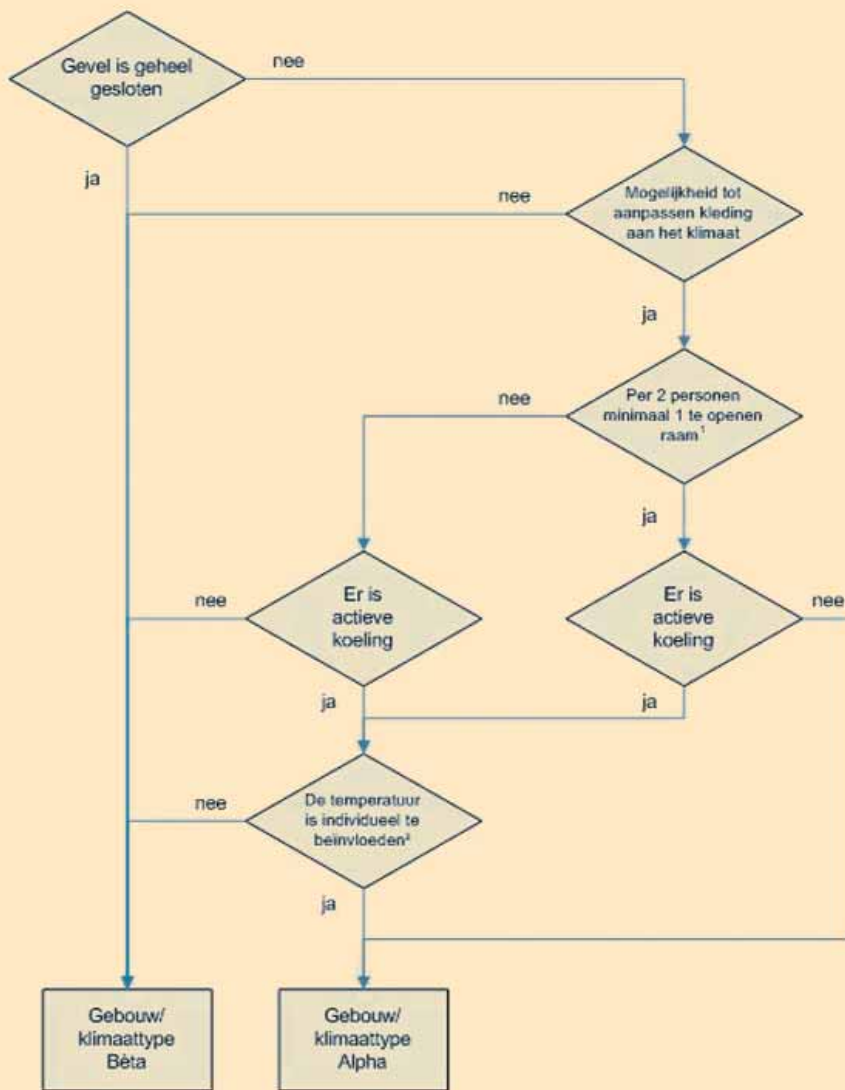 Gevel is geheel
gesloten
nee
ja
nee
Mogelijkheid tot
aanpassen kleding
aan het klimaat
ja
nee
Per 2 personen
minimaal 1 te openen
raam¹
ja
nee
Er is
actieve
koeling
Er is
actieve
koeling
nee
ja
ja
nee
De temperatuur
is individueel te
beïnvloeden²
ja
Gebouw/
klimaattype
Bèta
Gebouw/
klimaattype
Alpha